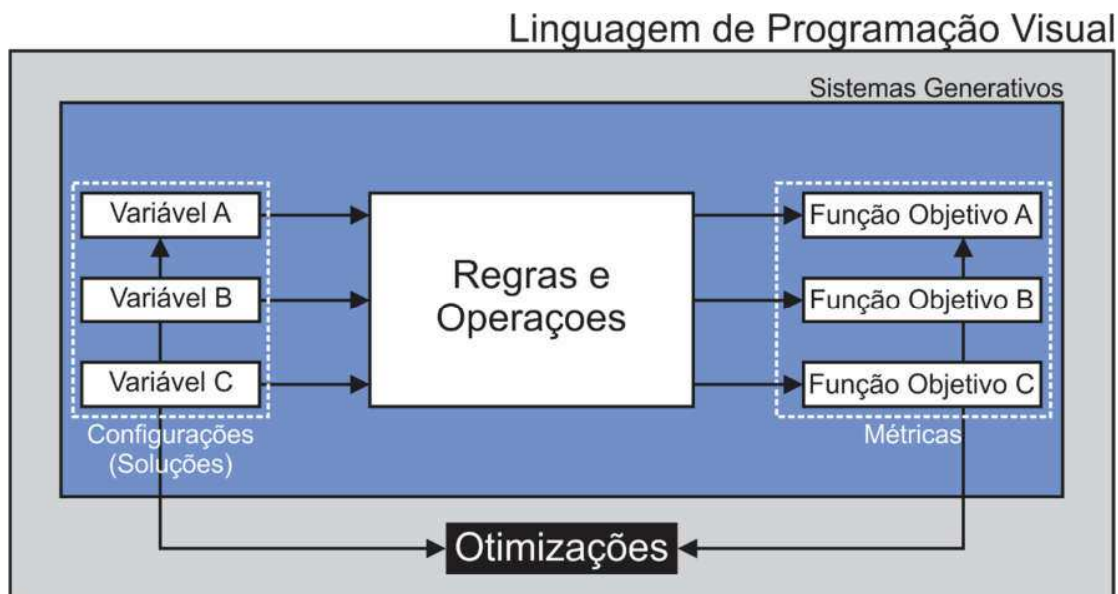 Linguagem de Programação Visual
Sistemas Generativos
Variável A
Variável B
Variável C
Configurações
(Soluções)
Regras e
Operaçoes
Função Objetivo A
Função Objetivo B
Função Objetivo C
Métricas
Otimizações